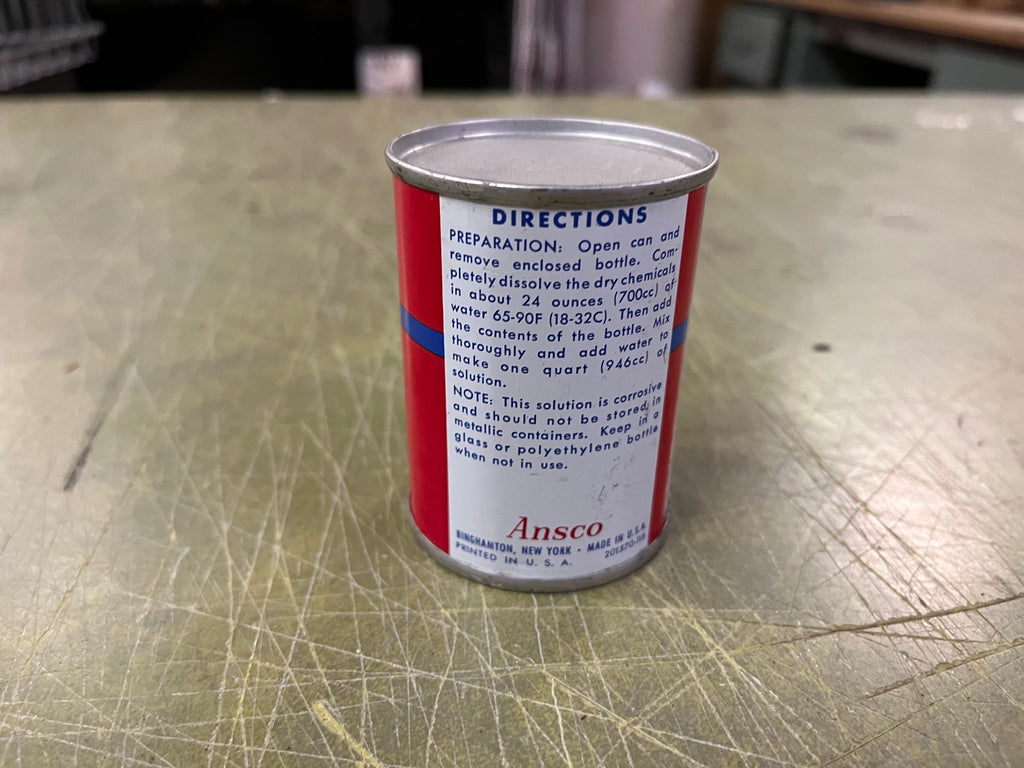 DIRECTIONS
PREPARATION: Open can and
remove enclosed bottle. Com-
pletely dissolve the dry chemicals
in about 24 ounces (700cc) of
water 65-90F (18-32C). Then add
the contents of the bottle. Mix
thoroughly and add water to
make one quart (946cc) of
solution.
NOTE: This solution is corrosive
and should not be stored in
metallic containers. Keep in a
glass or polyethylene bottle
when not in use.
Ansco
BINGHAMTON, NEW YORK • MADE IN U.S.A.
PRINTED IN U. S. A.